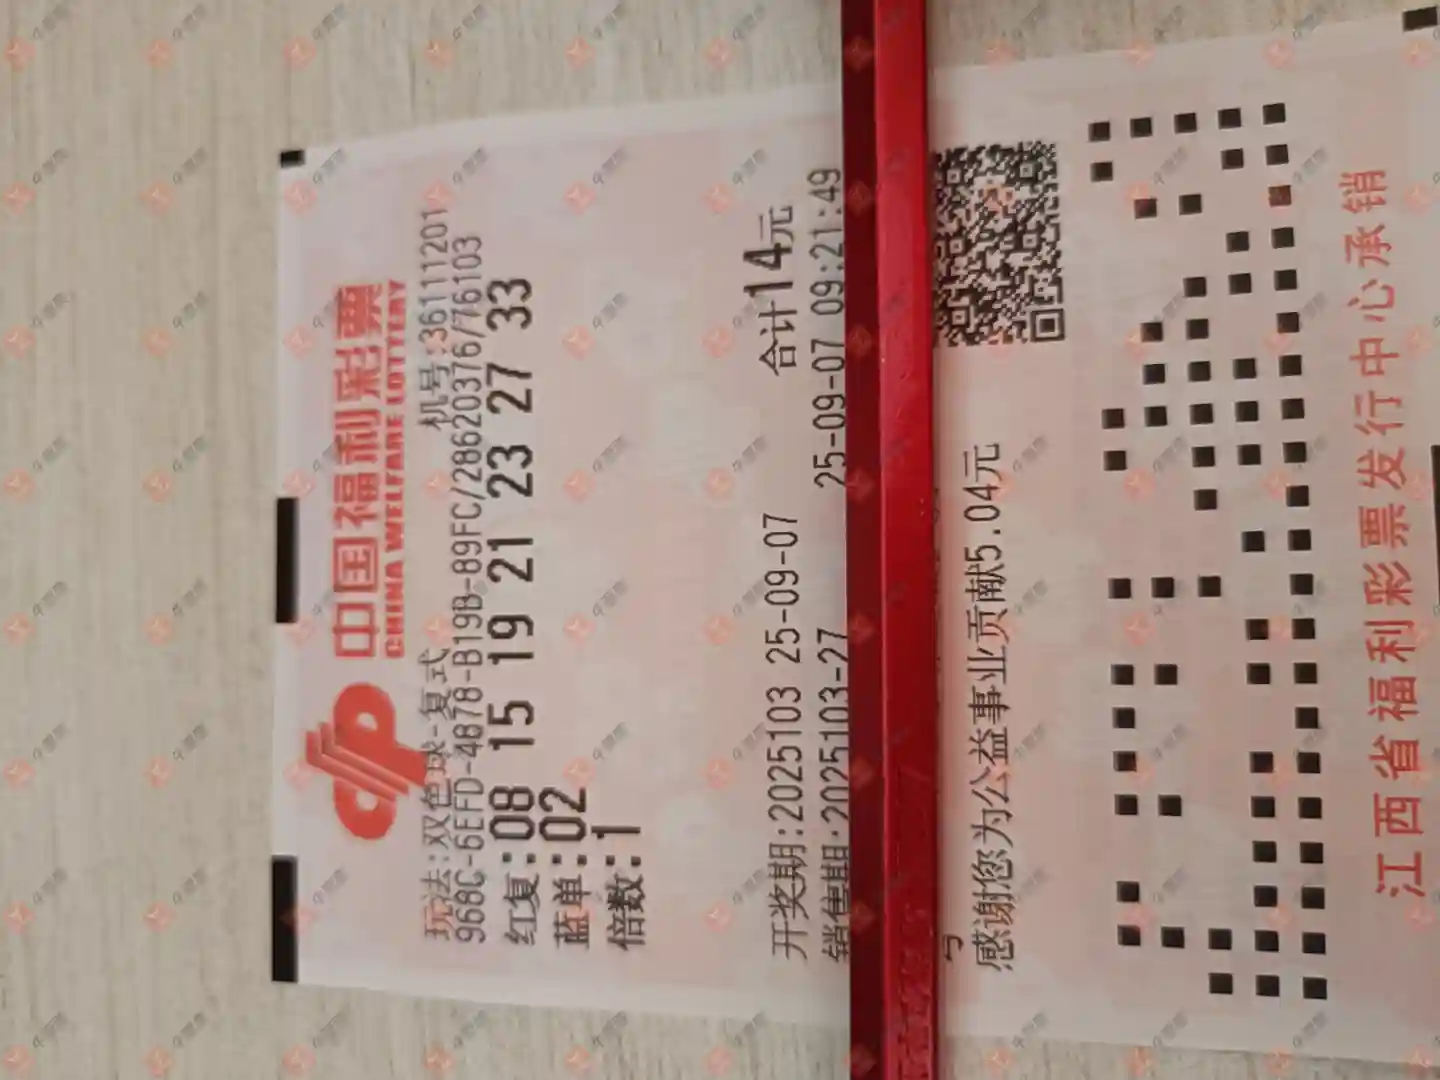 中国福利彩票
CHINA WELFARE LOTTERY
玩法:双色球-复式 机号:36111201
968C-6EFD-4878-B19B-89FC/28620376/76103
红复:08 15 19 21 23 27 33
蓝单:02
倍数:1
合计14元
开奖期:2025103 25-09-07
销售期:2025103-27 25-09-07 09:21:49
号
感谢您为公益事业贡献5.04元
江西省福利彩票发行中心承销